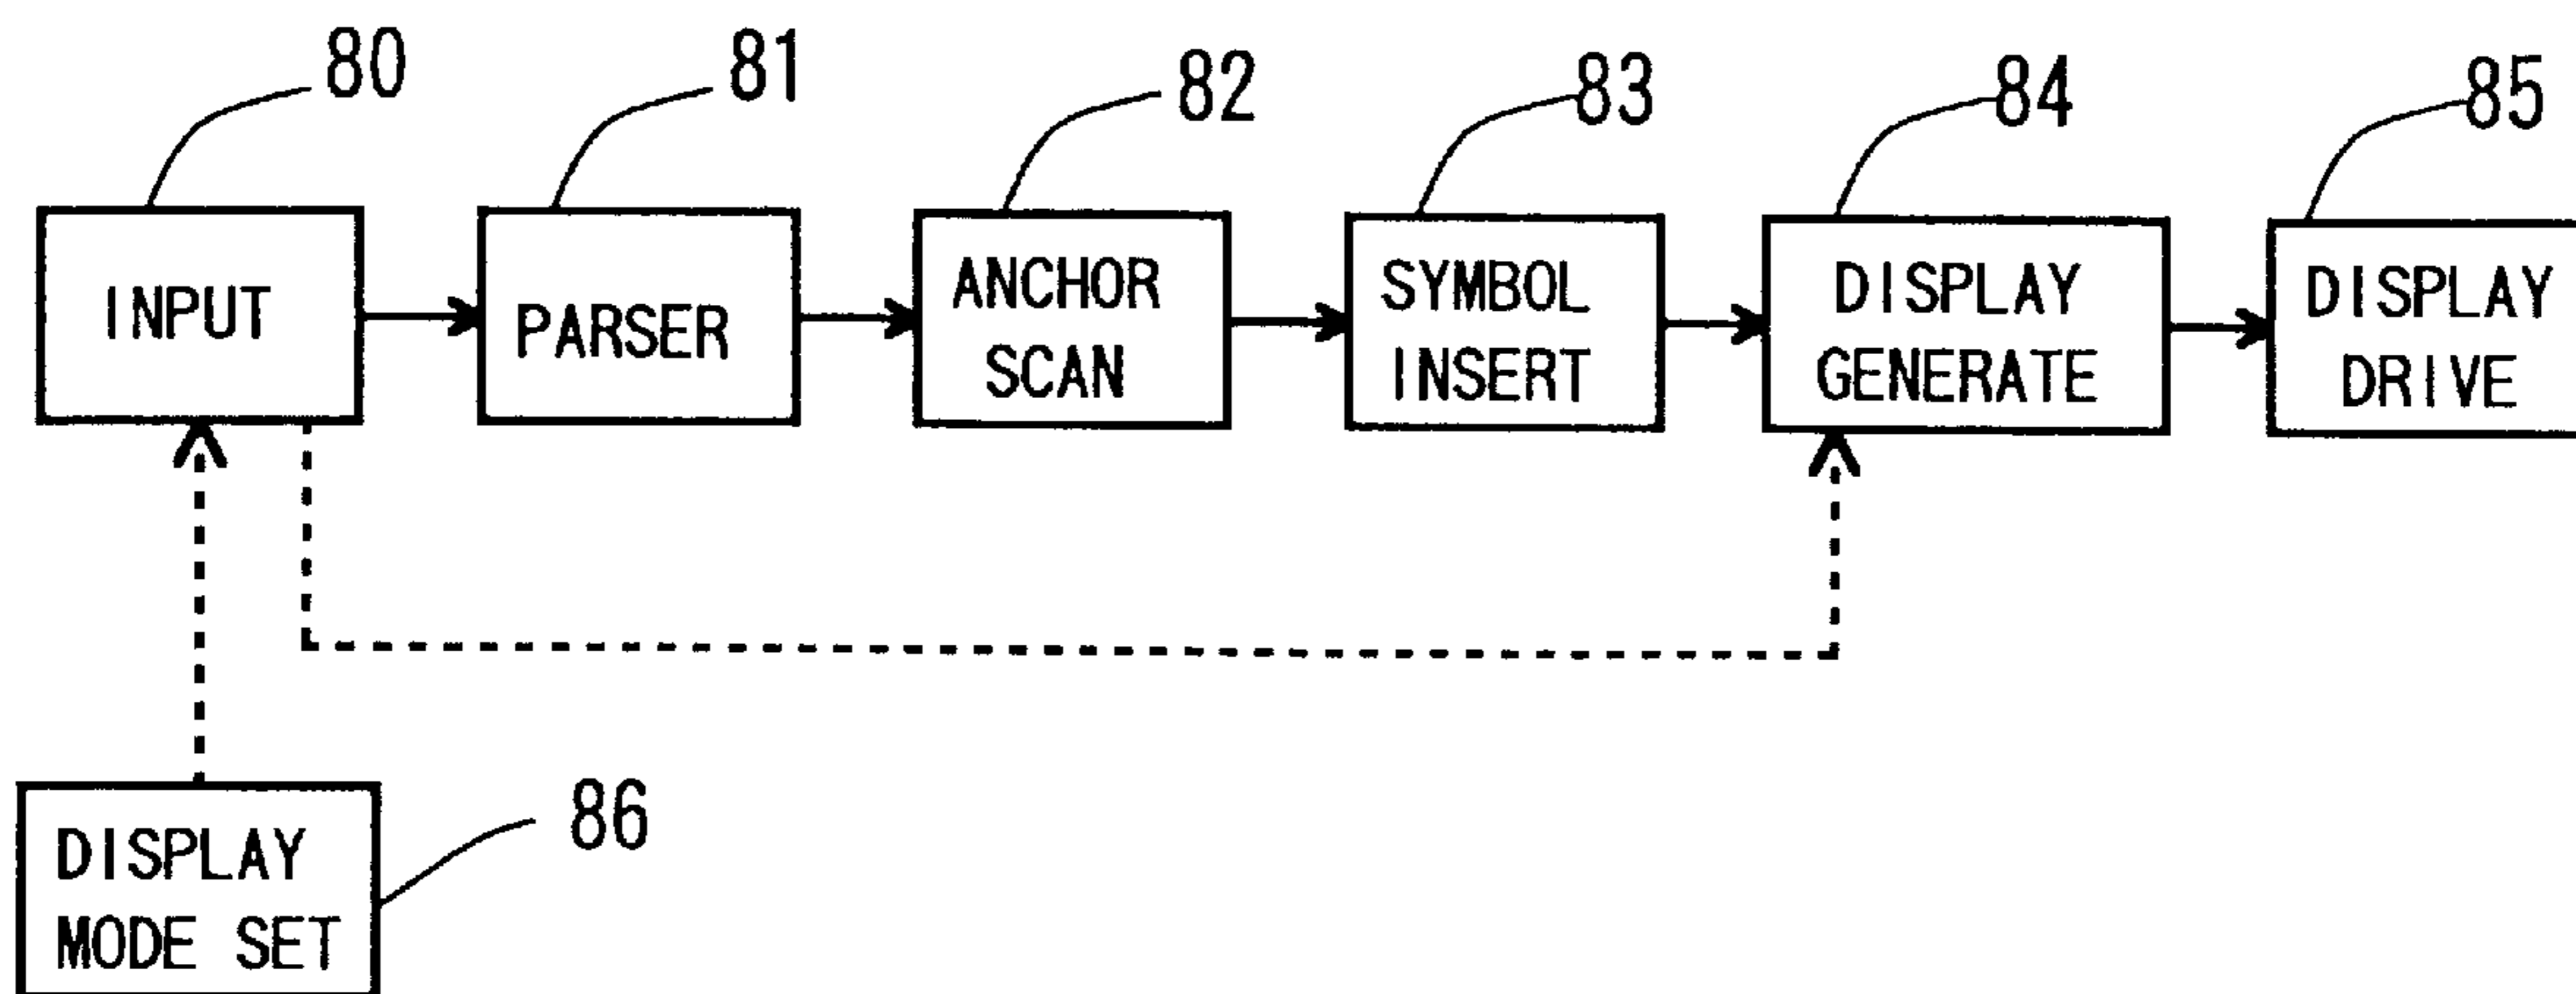 80
81
82
83
84
85
INPUT
PARSER
ANCHOR
SCAN
SYMBOL
INSERT
DISPLAY
GENERATE
DISPLAY
DRIVE
86
DISPLAY
MODE SET